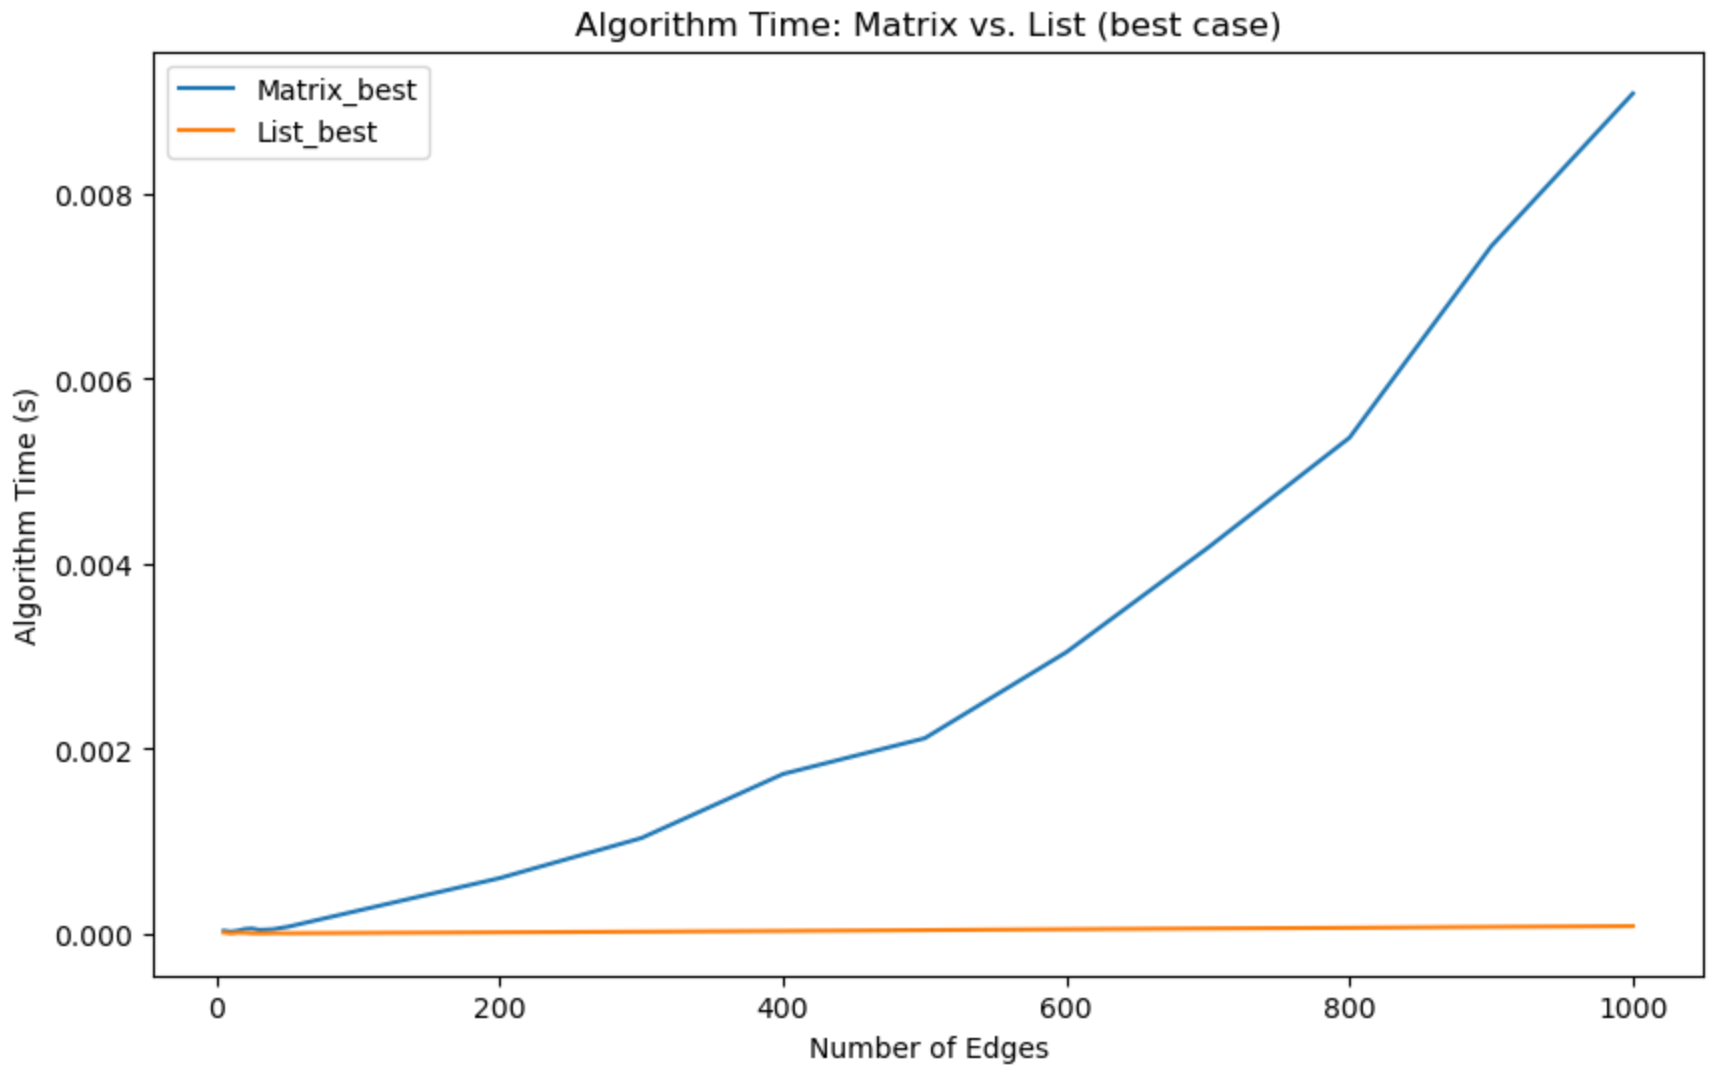 Algorithm Time: Matrix vs. List (best case)
Matrix_best
List_best
Algorithm Time (s)
0.008
0.006
0.004
0.002
0.000
0 200 400 600 800 1000
Number of Edges